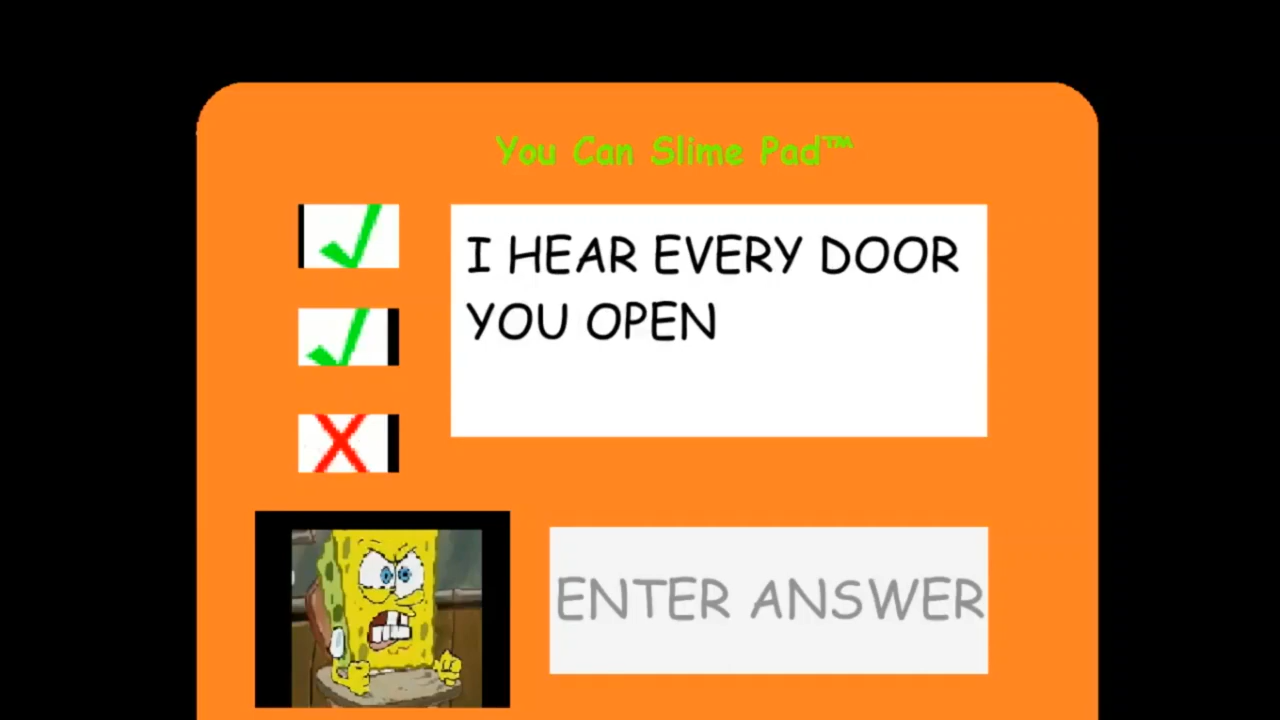 You Can Slime Pad™
I HEAR EVERY DOOR
YOU OPEN
ENTER ANSWER